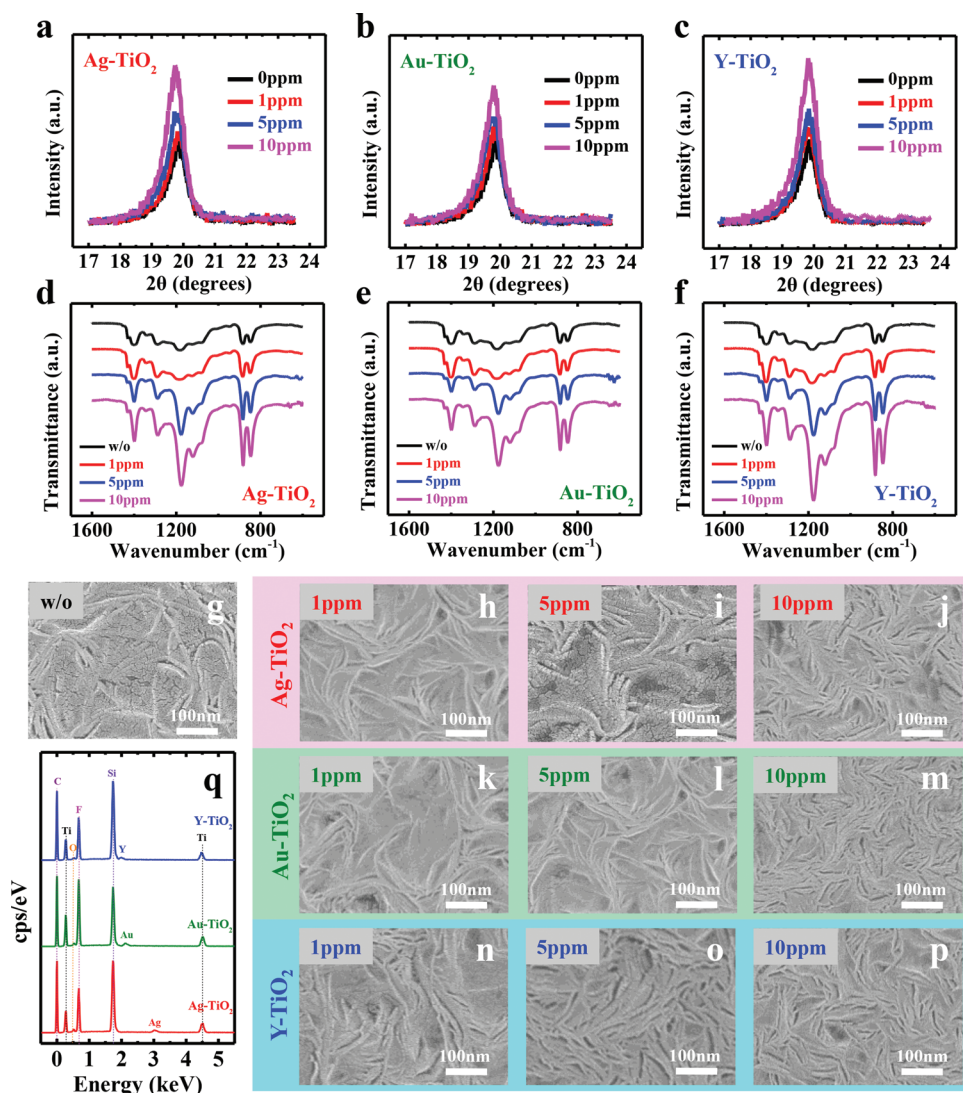 a
Ag-TiO2
Intensity (a.u.)
0ppm
1ppm
5ppm
10ppm
17 18 19 20 21 22 23 24
2θ (degrees)
b
Au-TiO2
Intensity (a.u.)
0ppm
1ppm
5ppm
10ppm
17 18 19 20 21 22 23 24
2θ (degrees)
c
Y-TiO2
Intensity (a.u.)
0ppm
1ppm
5ppm
10ppm
17 18 19 20 21 22 23 24
2θ (degrees)
d
Transmittance (a.u.)
w/o
1ppm
5ppm
10ppm
Ag-TiO2
1600 1200 800
Wavenumber (cm-1)
e
Transmittance (a.u.)
w/o
1ppm
5ppm
10ppm
Au-TiO2
1600 1200 800
Wavenumber (cm-1)
f
Transmittance (a.u.)
w/o
1ppm
5ppm
10ppm
Y-TiO2
1600 1200 800
Wavenumber (cm-1)
w/o
g
100nm
Ag-TiO2
1ppm
h
100nm
5ppm
i
100nm
10ppm
j
100nm
Au-TiO2
1ppm
k
100nm
5ppm
l
100nm
10ppm
m
100nm
Y-TiO2
1ppm
n
100nm
5ppm
o
100nm
10ppm
p
100nm
q
cps/eV
C
Ti
O
F
Si
Y
Ti
Y-TiO2
Au
Au-TiO2
Ag
Ag-TiO2
0 1 2 3 4 5
Energy (keV)